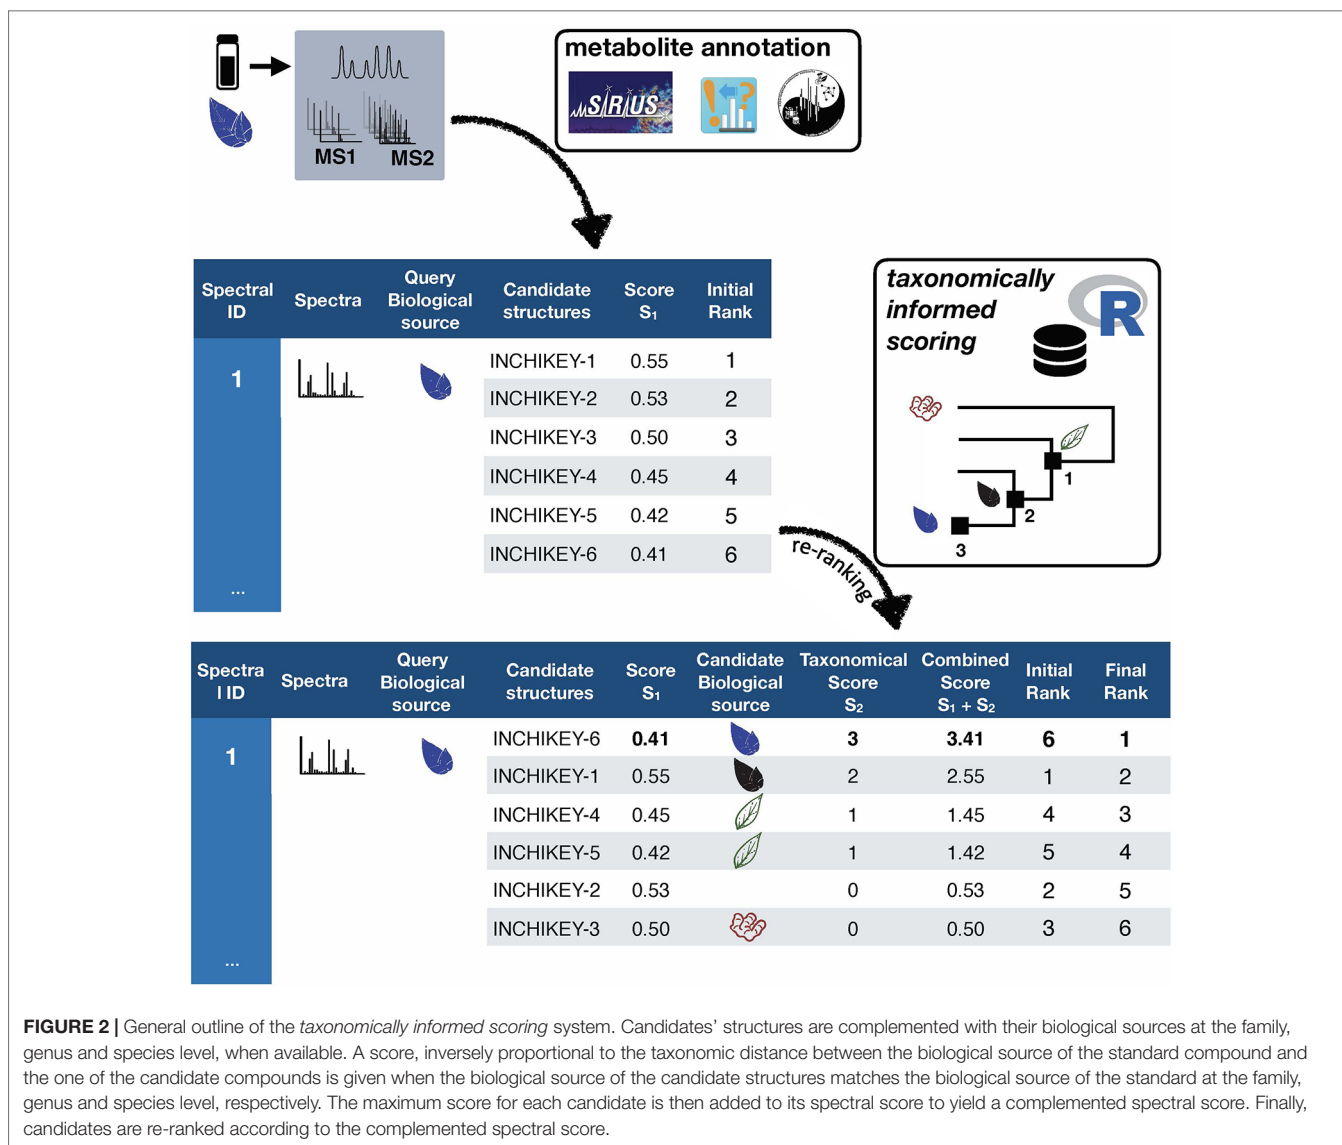 metabolite annotation
SIRIUS
MS1 MS2
Spectral ID Spectra Query Biological source Candidate structures Score S₁ Initial Rank
1 INCHIKEY-1 0.55 1
INCHIKEY-2 0.53 2
INCHIKEY-3 0.50 3
INCHIKEY-4 0.45 4
INCHIKEY-5 0.42 5
INCHIKEY-6 0.41 6
...
taxonomically
informed
scoring
R
1
2
3
re-ranking
Spectra l ID Spectra Query Biological source Candidate structures Score S₁ Candidate Biological source Taxonomical Score S₂ Combined Score S₁ + S₂ Initial Rank Final Rank
1 INCHIKEY-6 0.41 3 3.41 6 1
INCHIKEY-1 0.55 2 2.55 1 2
INCHIKEY-4 0.45 1 1.45 4 3
INCHIKEY-5 0.42 1 1.42 5 4
INCHIKEY-2 0.53 0 0.53 2 5
INCHIKEY-3 0.50 0 0.50 3 6
...
FIGURE 2 | General outline of the taxonomically informed scoring system. Candidates' structures are complemented with their biological sources at the family,
genus and species level, when available. A score, inversely proportional to the taxonomic distance between the biological source of the standard compound and
the one of the candidate compounds is given when the biological source of the candidate structures matches the biological source of the standard at the family,
genus and species level, respectively. The maximum score for each candidate is then added to its spectral score to yield a complemented spectral score. Finally,
candidates are re-ranked according to the complemented spectral score.